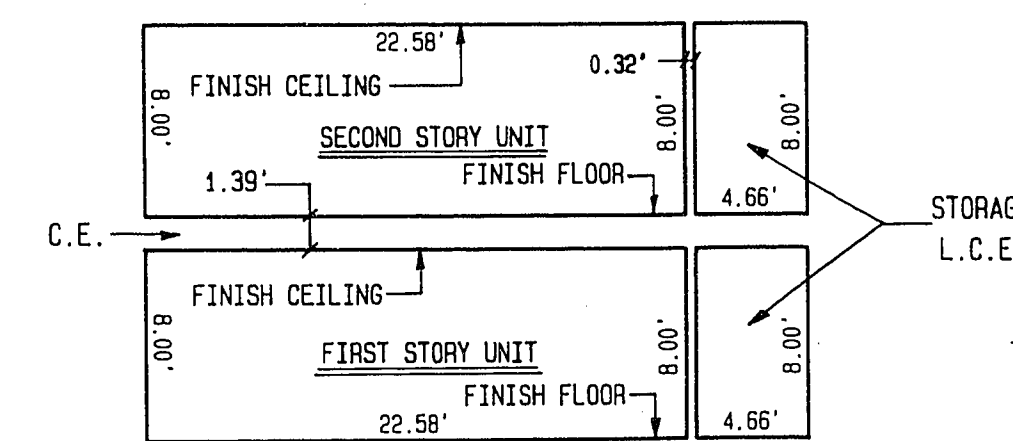 22.58'
0.32'
FINISH CEILING
8.00'
8.00'
8.00'
SECOND STORY UNIT
FINISH FLOOR
1.39'
4.66'
C.E.
L.C.E
FINISH CEILING
8.00'
8.00'
8.00'
FIRST STORY UNIT
FINISH FLOOR
22.58'
4.66'